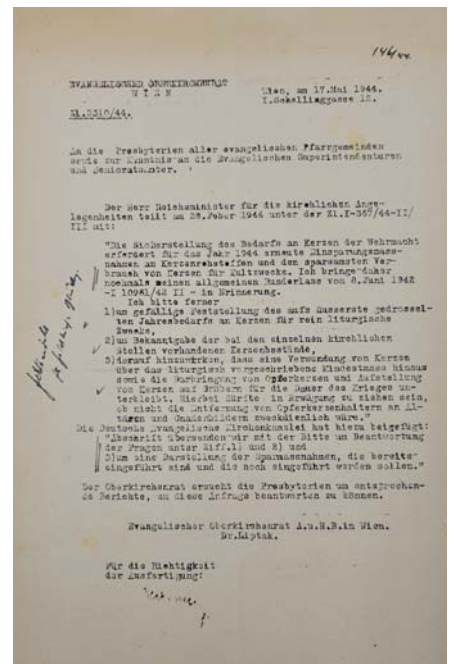 144/44
EVANGELISCHER OBERKIRCHENRAT
W I E N
Wien, am 17.Mai 1944.
I.Schellinggasse 12.
Zl.2310/44.
An die Presbyterien aller evangelischen Pfarrgemeinden
sowie zur Kenntnis an die Evangelischen Superintendenturen
und Senioratsämter.
Der Herr Reichsminister für die kirchlichen Ange-
legenheiten teilt am 28.Feber 1944 unter der Zl.I-367/44-II/
III mit:
"Die Sicherstellung des Bedarfs an Kerzen der Wehrmacht
erfordert für das Jahr 1944 erneute Einsparungsmass-
nahmen an Kerzenrohstoffen und den sparsamsten Ver-
brauch von Kerzen für Kultzwecke. Ich bringe daher
nochmals meinen allgemeinen Runderlass vom 8.Juni 1942
-I 10961/42 II - in Erinnerung.
Ich bitte ferner
1)um gefällige Feststellung des aufs äusserste gedrossel-
ten Jahresbedarfs an Kerzen für rein liturgische
Zwecke,
2)um Bekanntgabe der bei den einzelnen kirchlichen
Stellen vorhandenen Kerzenbestände,
3)darauf hinzuwirken, dass eine Verwendung von Kerzen
über das liturgisch vorgeschriebene Mindestmass hinaus
sowie die Darbringung von Opferkerzen und Aufstellung
von Kerzen auf Gräbern für die Dauer des Krieges un-
terbleibt. Hierbei dürfte in Erwägung zu ziehen sein,
ob nicht die Entfernung von Opferkerzenhaltern an Al-
tären und Gnadenbildern zweckdienlich wäre."
Die Deutsche Evangelische Kirchenkanzlei hat hiezu beigefügt:
"Abschrift übersenden wir mit der Bitte um Beantwortung
der Fragen unter Ziff.1) und 2) und
3)um eine Darstellung der Sparmassnahmen, die bereits
eingeführt sind und die noch eingeführt werden sollen."
Der Oberkirchenrat ersucht die Presbyterien um entsprechen-
de Berichte, um diese Anfrage beantworten zu können.
Evangelischer Oberkirchenrat A.u.H.B.in Wien.
Dr.Liptak.
Für die Richtigkeit
der Ausfertigung: